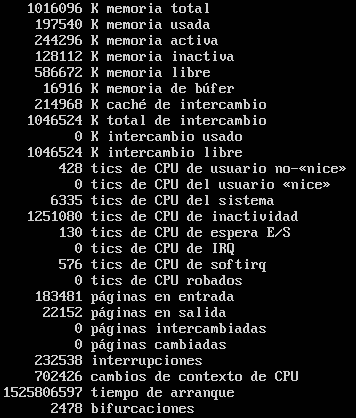 1016096 K memoria total
197540 K memoria usada
244296 K memoria activa
128112 K memoria inactiva
586672 K memoria libre
16916 K memoria de búfer
214968 K caché de intercambio
1046524 K total de intercambio
0 K intercambio usado
1046524 K intercambio libre
428 tics de CPU de usuario no-«nice»
0 tics de CPU del usuario «nice»
6335 tics de CPU del sistema
1251080 tics de CPU de inactividad
130 tics de CPU de espera E/S
0 tics de CPU de IRQ
576 tics de CPU de softirq
0 tics de CPU robados
183481 páginas en entrada
22152 páginas en salida
0 páginas intercambiadas
0 páginas cambiadas
232538 interrupciones
702426 cambios de contexto de CPU
1525806597 tiempo de arranque
2478 bifurcaciones